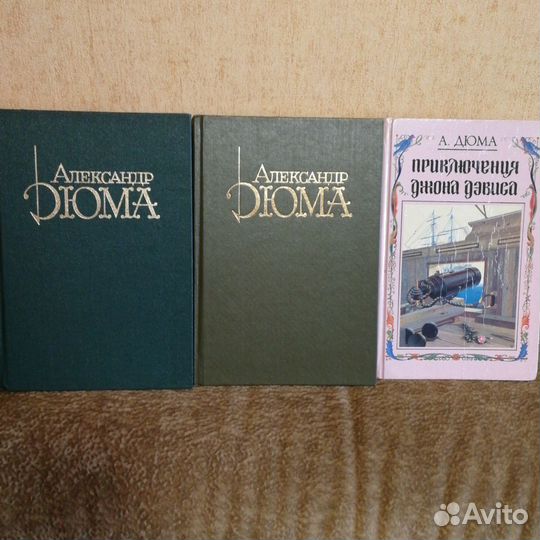 Александр
Дюма
Александр
Дюма
А. ДЮМА
ПРИКЛЮЧЕНИЯ
ДЖОНА ДЭВИСА
Avito